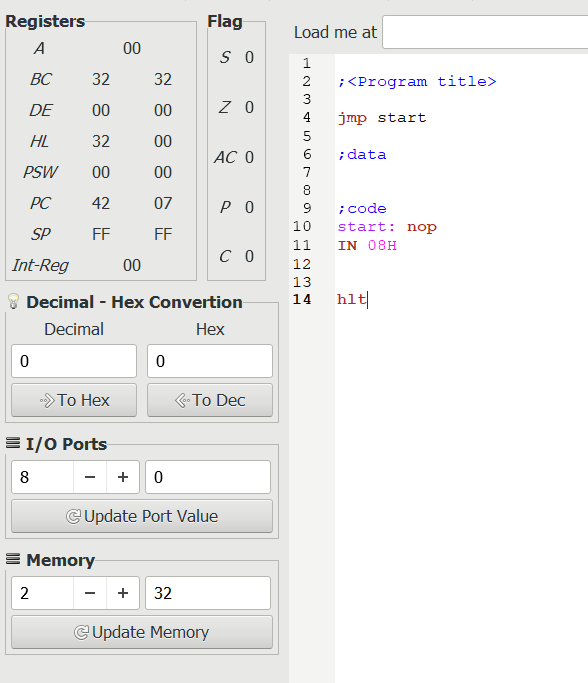 Registers
A 00
BC 32 32
DE 00 00
HL 32 00
PSW 00 00
PC 42 07
SP FF FF
Int-Reg 00
Flag
S 0
Z 0
AC 0
P 0
C 0
Decimal - Hex Convertion
Decimal Hex
0 0
To Hex To Dec
I/O Ports
8 − + 0
Update Port Value
Memory
2 − + 32
Update Memory
Load me at
1
2 ;<Program title>
3
4 jmp start
5
6 ;data
7
8
9 ;code
10 start: nop
11 IN 08H
12
13
14 hlt